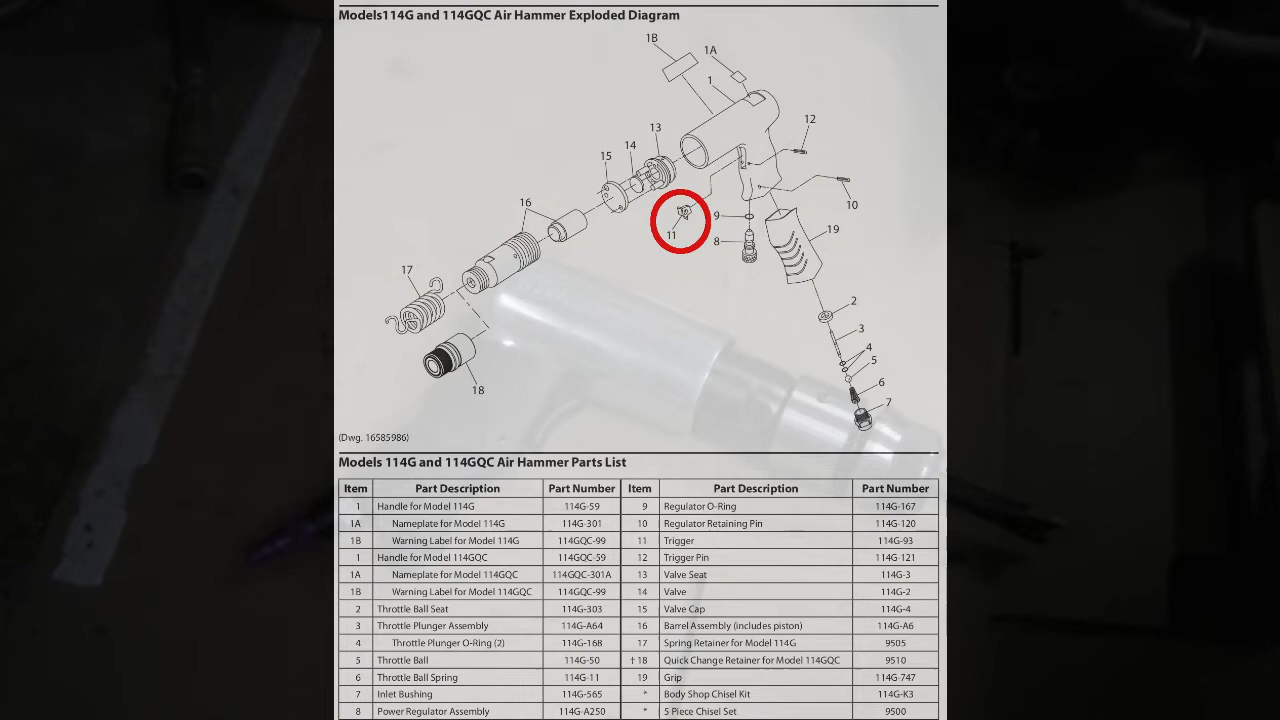 Models114G and 114GQC Air Hammer Exploded Diagram
1B
1A
1
12
13
14
15
16
10
9
11
8
19
17
2
3
4
5
6
7
18
(Dwg. 16585986)
Models 114G and 114GQC Air Hammer Parts List
Item Part Description Part Number Item Part Description Part Number
1 Handle for Model 114G 114G-59 9 Regulator O-Ring 114G-167
1A Nameplate for Model 114G 114G-301 10 Regulator Retaining Pin 114G-120
1B Warning Label for Model 114G 114GQC-99 11 Trigger 114G-93
1 Handle for Model 114GQC 114GQC-59 12 Trigger Pin 114G-121
1A Nameplate for Model 114GQC 114GQC-301A 13 Valve Seat 114G-3
1B Warning Label for Model 114GQC 114GQC-99 14 Valve 114G-2
2 Throttle Ball Seat 114G-303 15 Valve Cap 114G-4
3 Throttle Plunger Assembly 114G-A64 16 Barrel Assembly (includes piston) 114G-A6
4 Throttle Plunger O-Ring (2) 114G-168 17 Spring Retainer for Model 114G 9505
5 Throttle Ball 114G-50 † 18 Quick Change Retainer for Model 114GQC 9510
6 Throttle Ball Spring 114G-11 19 Grip 114G-747
7 Inlet Bushing 114G-565 * Body Shop Chisel Kit 114G-K3
8 Power Regulator Assembly 114G-A250 * 5 Piece Chisel Set 9500